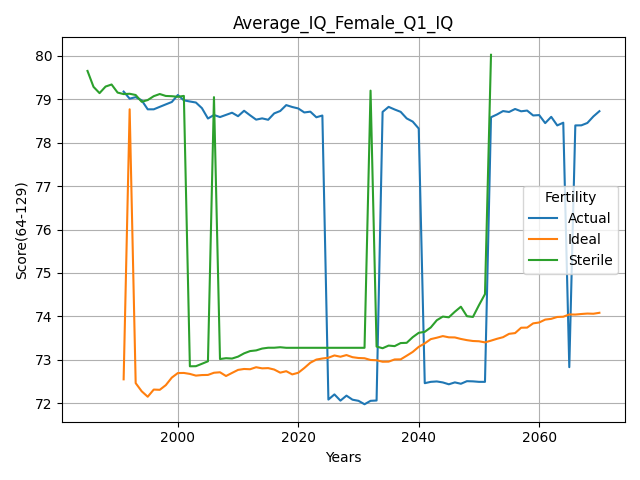 Average_IQ_Female_Q1_IQ
Score(64-129)
80
79
78
77
76
75
74
73
72
Fertility
Actual
Ideal
Sterile
2000
2020
2040
2060
Years